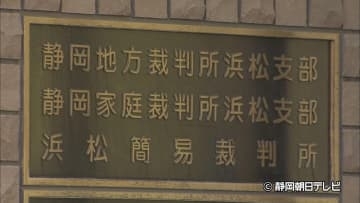 静岡地方裁判所浜松支部
静岡家庭裁判所浜松支部
浜松簡易裁判所
© 静岡朝日テレビ